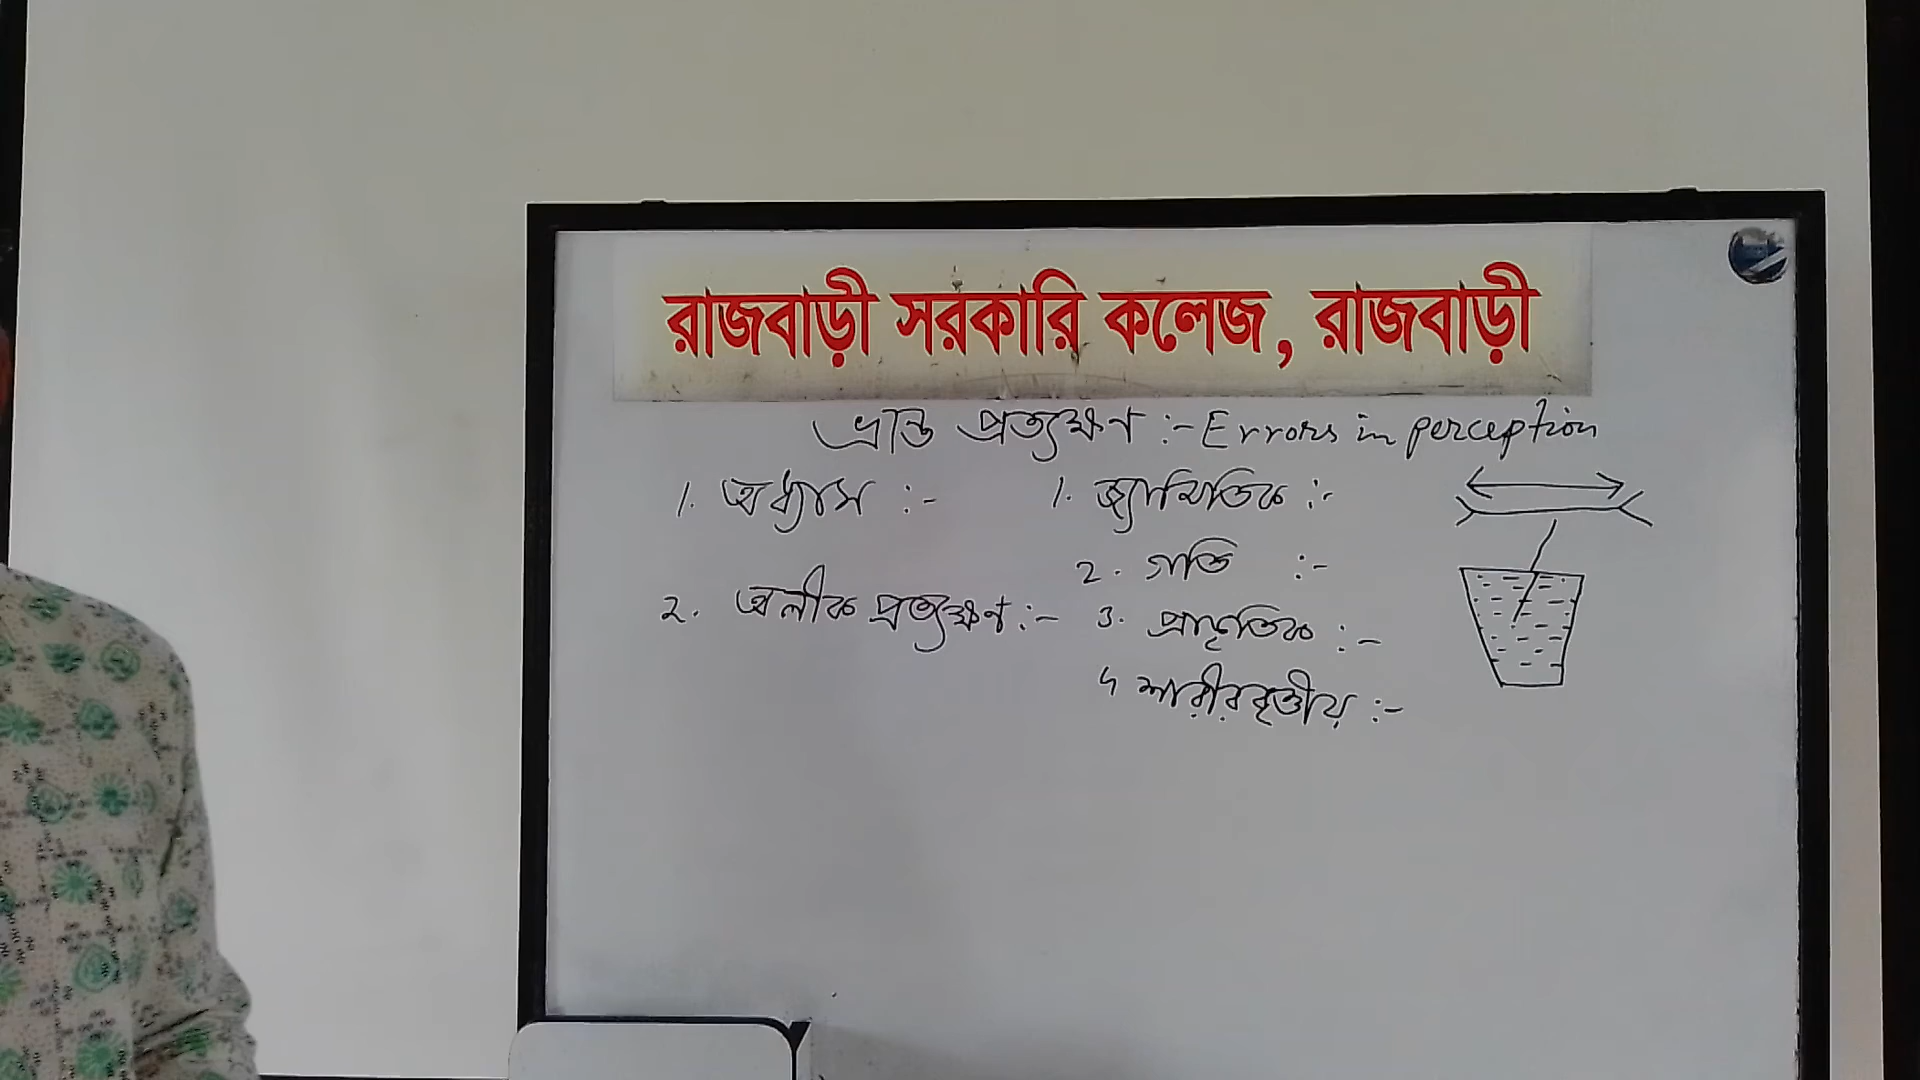 রাজবাড়ী সরকারি কলেজ, রাজবাড়ী
ভ্রান্ত প্রত্যক্ষণ :- Errors in perception
1. অধ্যাস :-
2. অলীক প্রত্যক্ষণ :-
1. জ্যামিতিক :-
2. গতি :-
3. প্রাকৃতিক :-
4 শারীরবৃত্তীয় :-